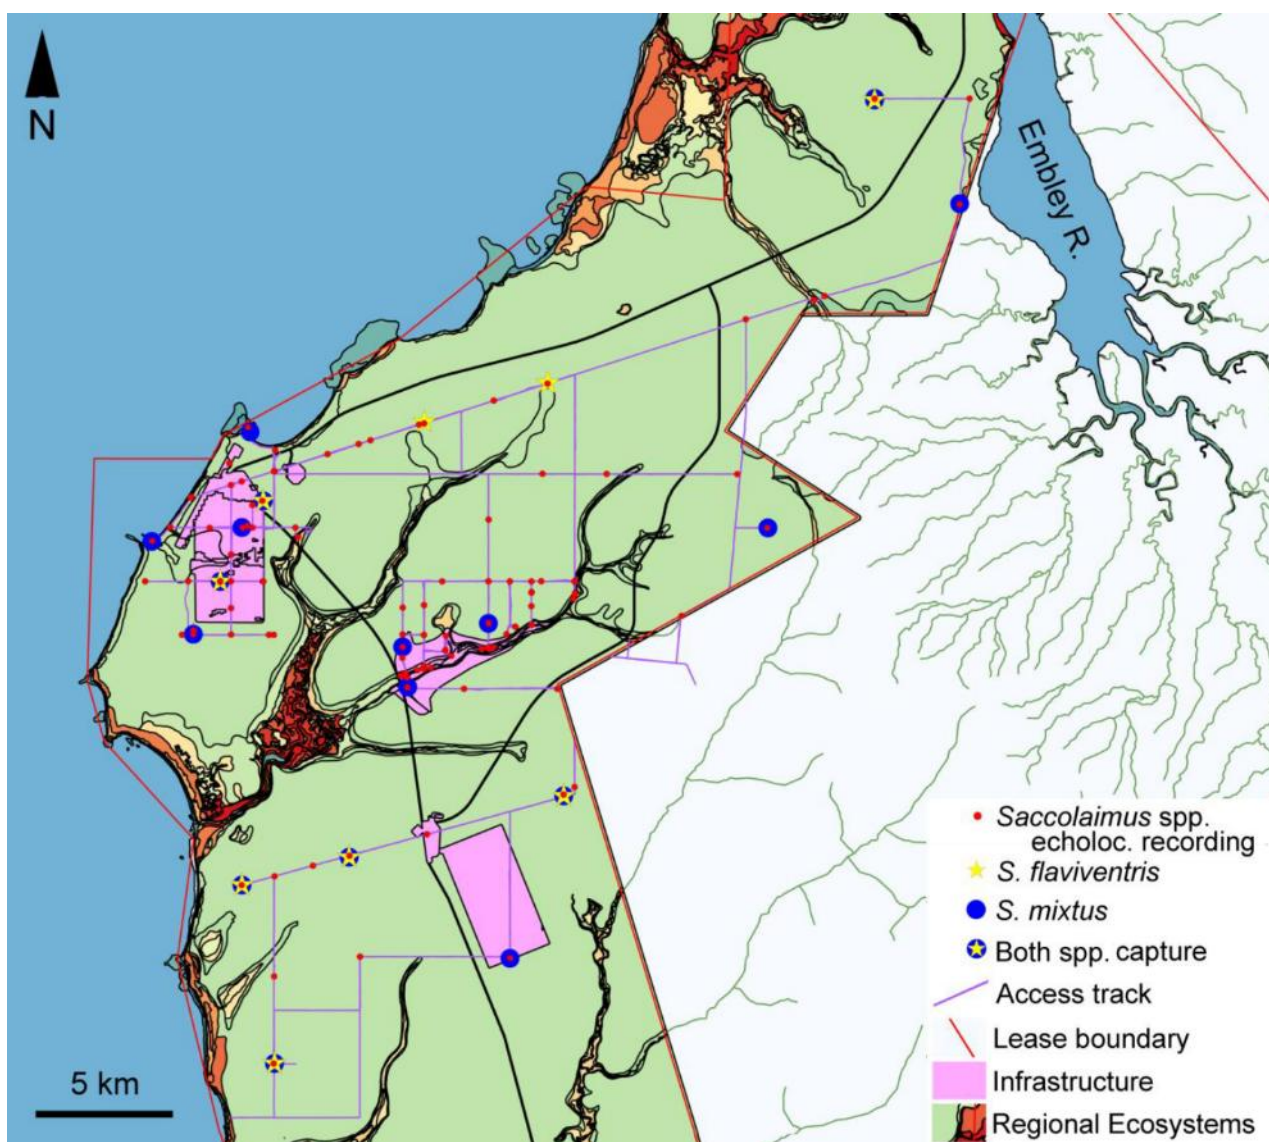 N
Embley R.
Saccolaimus spp.
echoloc. recording
S. flaviventris
S. mixtus
Both spp. capture
Access track
Lease boundary
Infrastructure
Regional Ecosystems
5 km